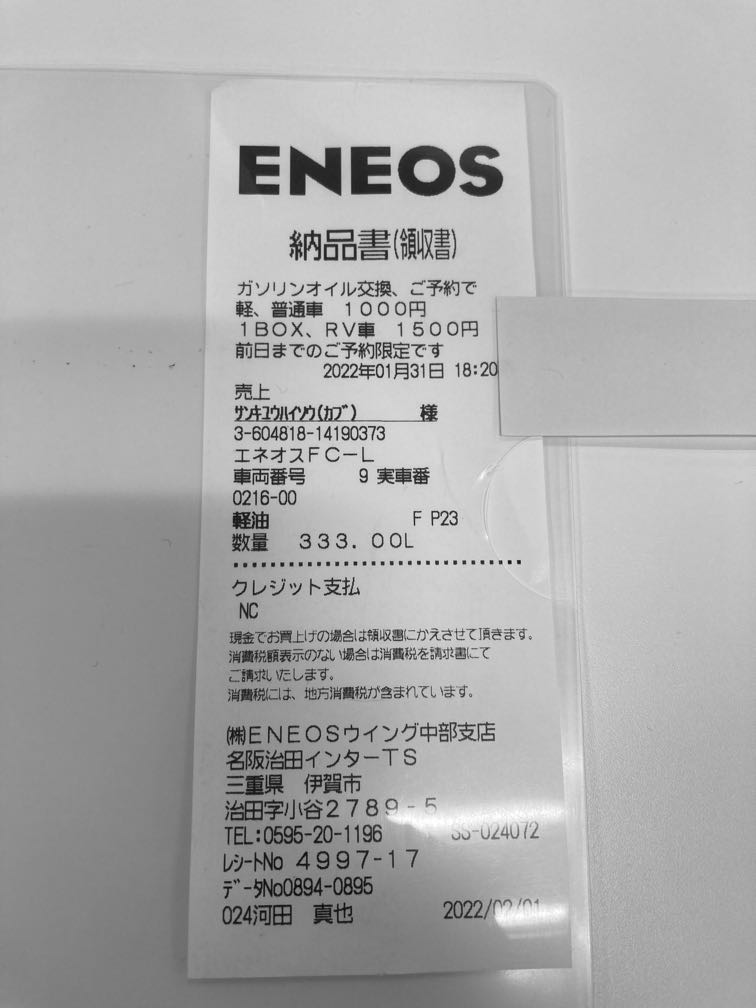 ENEOS
納品書(領収書)
ガソリンオイル交換、ご予約で
軽、普通車　1000円
1BOX、RV車　1500円
前日までのご予約限定です
2022年01月31日 18:20
売上
ｻﾝｷﾕｳﾊｲｿｳ(ｶﾌﾞ)　　　様
3-604818-14190373
エネオスFC-L
車両番号　　9 実車番
0216-00
軽油　　　F P23
数量　333.00L
クレジット支払
NC
現金でお買上げの場合は領収書にかえさせて頂きます。
消費税額表示のない場合は消費税を請求書にて
ご請求いたします。
消費税には、地方消費税が含まれています。
(株)ENEOSウイング中部支店
名阪治田インターTS
三重県　伊賀市
治田字小谷2789-5
TEL:0595-20-1196　　SS-024072
ﾚｼｰﾄNo 4997-17
ﾃﾞｰﾀNo0894-0895
024河田　真也　　2022/02/01